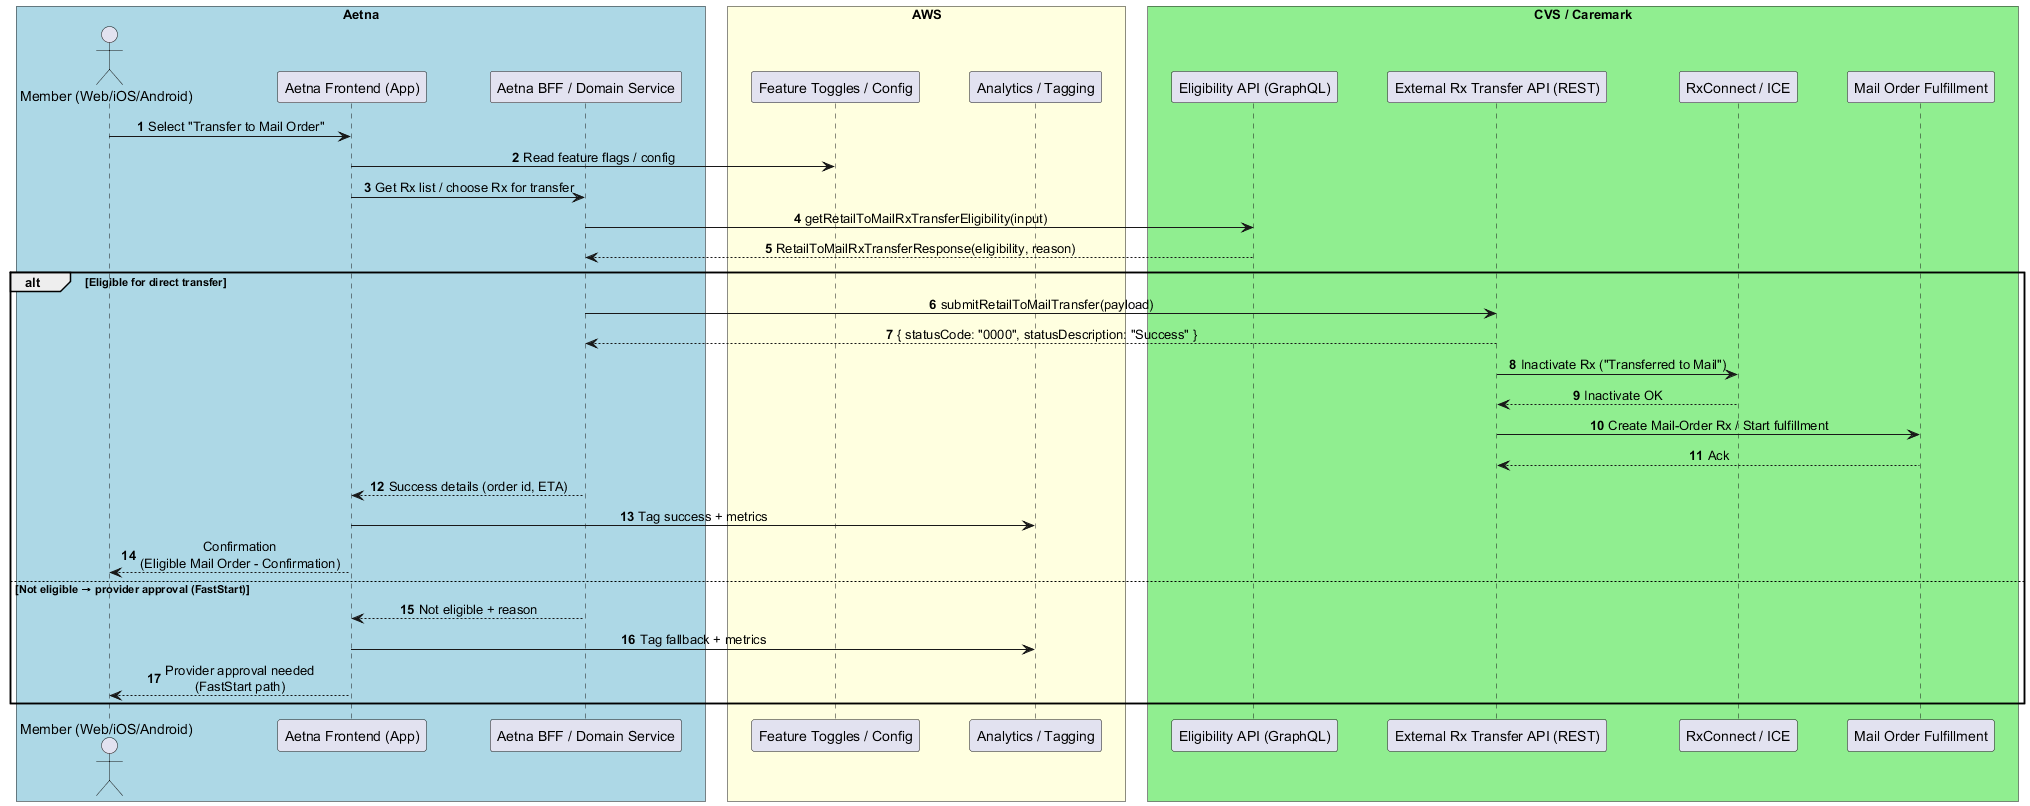 Aetna
AWS
CVS / Caremark
Member (Web/iOS/Android)
Aetna Frontend (App)
Aetna BFF / Domain Service
Feature Toggles / Config
Analytics / Tagging
Eligibility API (GraphQL)
External Rx Transfer API (REST)
RxConnect / ICE
Mail Order Fulfillment
1 Select "Transfer to Mail Order"
2 Read feature flags / config
3 Get Rx list / choose Rx for transfer
4 getRetailToMailRxTransferEligibility(input)
5 RetailToMailRxTransferResponse(eligibility, reason)
alt [Eligible for direct transfer]
6 submitRetailToMailTransfer(payload)
7 { statusCode: "0000", statusDescription: "Success" }
8 Inactivate Rx ("Transferred to Mail")
9 Inactivate OK
10 Create Mail-Order Rx / Start fulfillment
11 Ack
12 Success details (order id, ETA)
13 Tag success + metrics
14 Confirmation
(Eligible Mail Order - Confirmation)
[Not eligible → provider approval (FastStart)]
15 Not eligible + reason
16 Tag fallback + metrics
17 Provider approval needed
(FastStart path)
Member (Web/iOS/Android)
Aetna Frontend (App)
Aetna BFF / Domain Service
Feature Toggles / Config
Analytics / Tagging
Eligibility API (GraphQL)
External Rx Transfer API (REST)
RxConnect / ICE
Mail Order Fulfillment